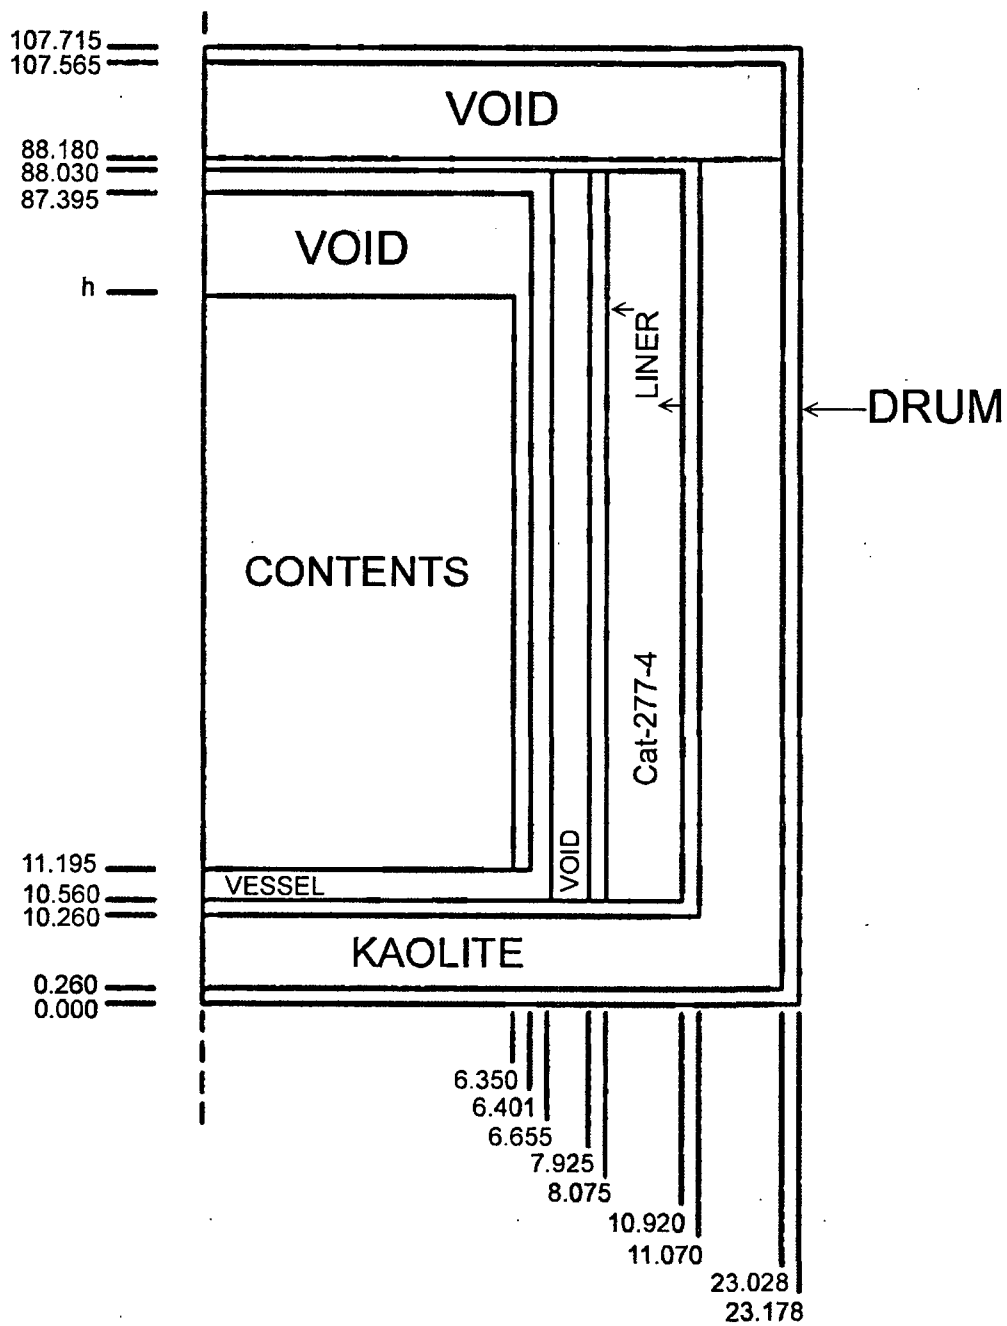 107.715
107.565
VOID
88.180
88.030
87.395
VOID
h
LINER
DRUM
CONTENTS
Cat-277-4
VOID
11.195
VESSEL
10.560
10.260
KAOLITE
0.260
0.000
6.350
6.401
6.655
7.925
8.075
10.920
11.070
23.028
23.178